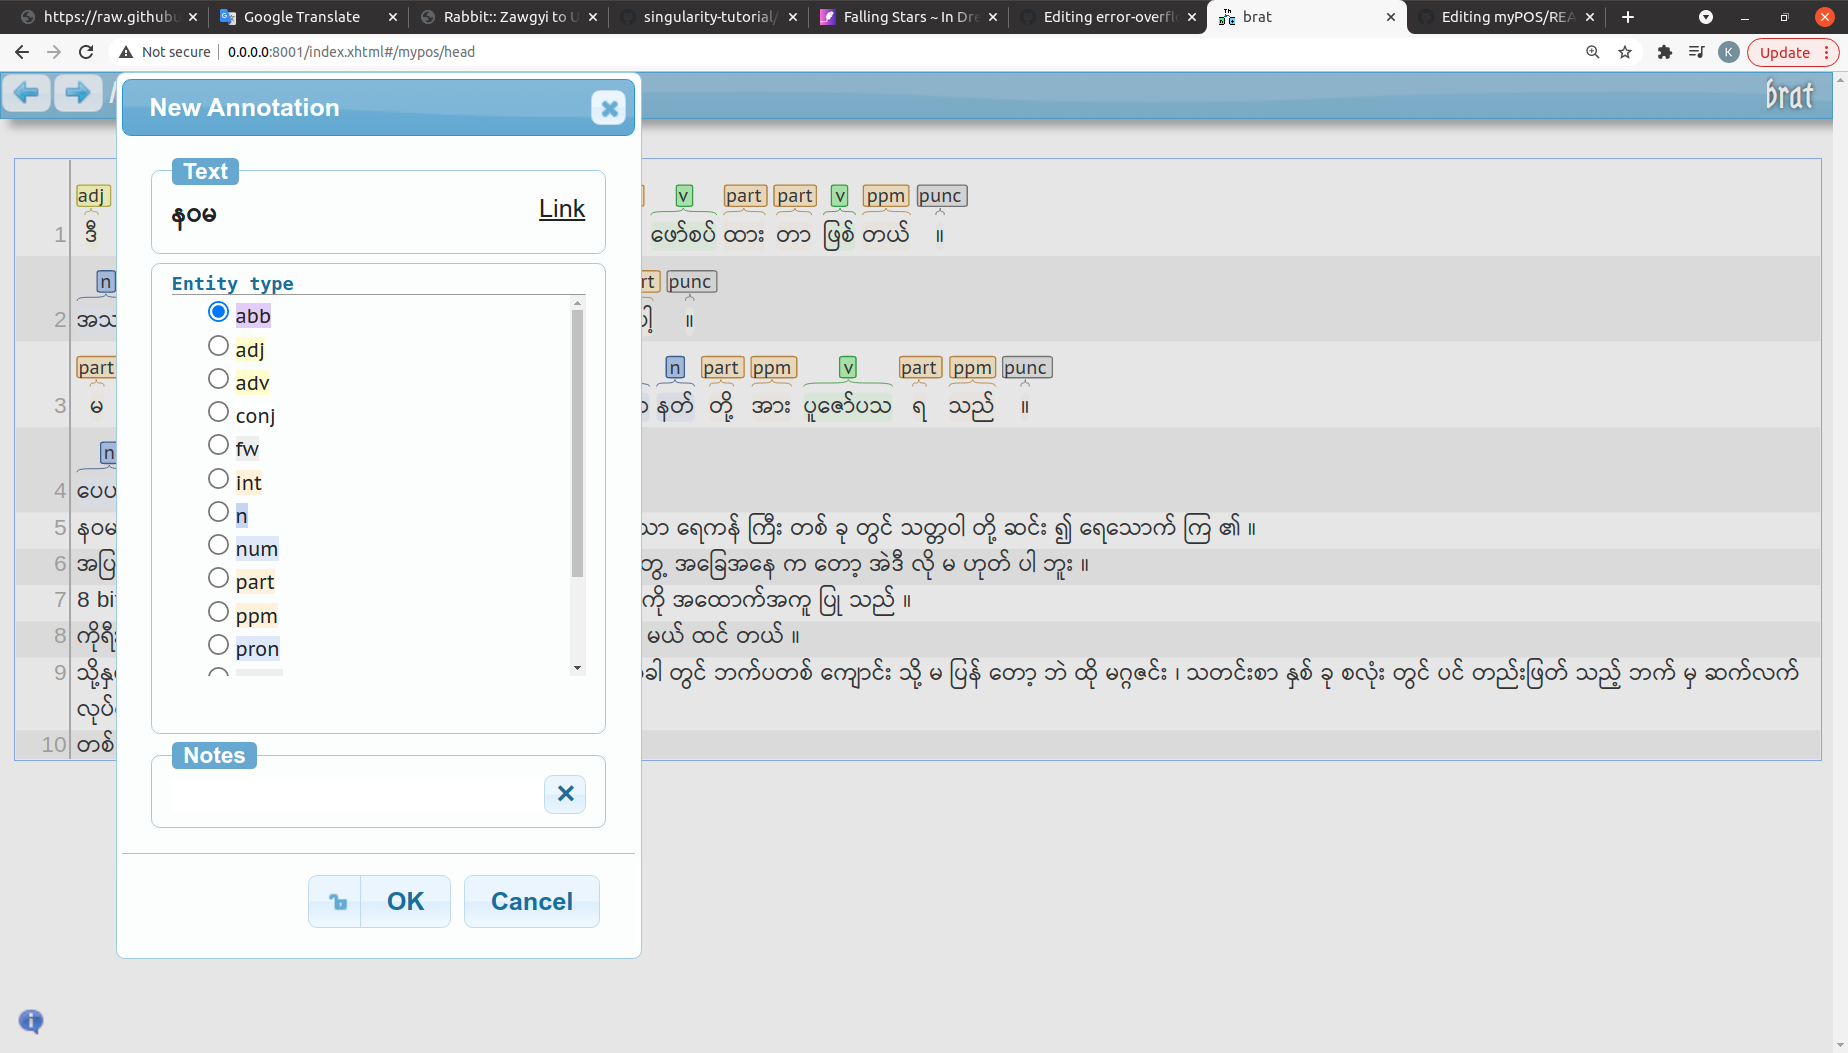 https://raw.githubu
Google Translate
Rabbit:: Zawgyi to U
singularity-tutorial/
Falling Stars ~ In Dre
Editing error-overfl
brat
Editing myPOS/REA
Not secure
0.0.0.0:8001/index.xhtml#/mypos/head
K
Update
brat
New Annotation
Text
နဝမ
Link
Entity type
abb
adj
adv
conj
fw
int
n
num
part
ppm
pron
Notes
OK
Cancel
adj v part part v ppm punc
1 ဒီ ဖော်စပ် ထား တာ ဖြစ် တယ် ။
n rt punc
2 အသ ။
part n part ppm v part ppm punc
3 မ နတ် တို့ အား ပူဇော်ပသ ရ သည် ။
n
4 ပေပ
5 နဝမ သာ ရေကန် ကြီး တစ် ခု တွင် သတ္တဝါ တို့ ဆင်း ၍ ရေသောက် ကြ ၏ ။
6 အပြ တွေ့ အခြေအနေ က တော့ အဲဒီ လို မ ဟုတ် ပါ ဘူး ။
7 8 bi ကို အထောက်အကူ ပြု သည် ။
8 ကိုရီး မယ် ထင် တယ် ။
9 သို့နှ ခါ တွင် ဘက်ပတစ် ကျောင်း သို့ မ ပြန် တော့ ဘဲ ထို မဂ္ဂဇင်း ၊ သတင်းစာ နှစ် ခု စလုံး တွင် ပင် တည်းဖြတ် သည့် ဘက် မှ ဆက်လက်
လုပ်
10 တစ်